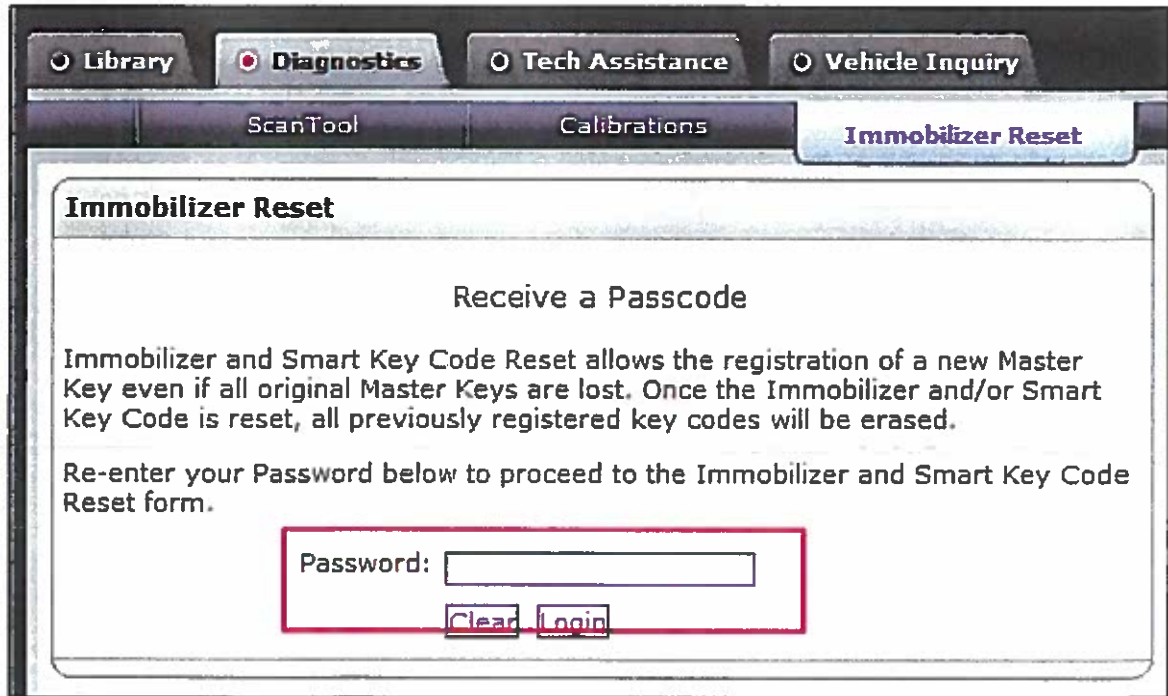 Library Diagnostics Tech Assistance Vehicle Inquiry
ScanTool Calibrations Immobilizer Reset
Immobilizer Reset
Receive a Passcode
Immobilizer and Smart Key Code Reset allows the registration of a new Master
Key even if all original Master Keys are lost. Once the Immobilizer and/or Smart
Key Code is reset, all previously registered key codes will be erased.
Re-enter your Password below to proceed to the Immobilizer and Smart Key Code
Reset form.
Password:
Clear Login